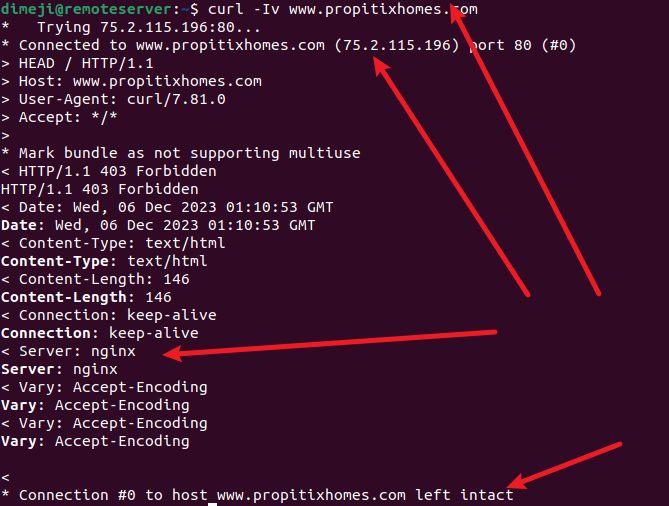 dimeji@remoteserver:~$ curl -Iv www.propitixhomes.com
*   Trying 75.2.115.196:80...
* Connected to www.propitixhomes.com (75.2.115.196) port 80 (#0)
> HEAD / HTTP/1.1
> Host: www.propitixhomes.com
> User-Agent: curl/7.81.0
> Accept: */*
>
* Mark bundle as not supporting multiuse
< HTTP/1.1 403 Forbidden
HTTP/1.1 403 Forbidden
< Date: Wed, 06 Dec 2023 01:10:53 GMT
Date: Wed, 06 Dec 2023 01:10:53 GMT
< Content-Type: text/html
Content-Type: text/html
< Content-Length: 146
Content-Length: 146
< Connection: keep-alive
Connection: keep-alive
< Server: nginx
Server: nginx
< Vary: Accept-Encoding
Vary: Accept-Encoding
< Vary: Accept-Encoding
Vary: Accept-Encoding
<
* Connection #0 to host www.propitixhomes.com left intact